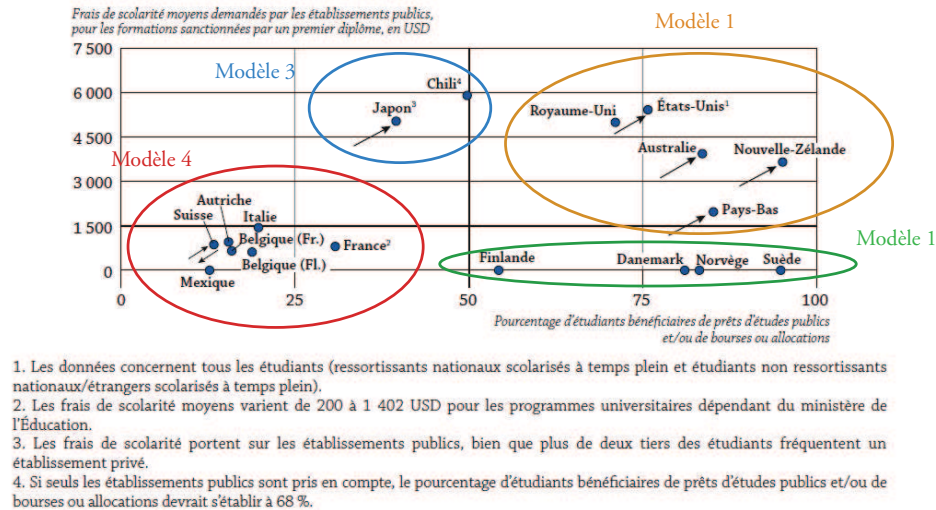 Frais de scolarité moyens demandés par les établissements publics,
pour les formations sanctionnées par un premier diplôme, en USD
Modèle 1
7 500
Modèle 3
Chili⁴
6 000
Japon³
Royaume-Uni
États-Unis¹
4 500
Australie
Nouvelle-Zélande
Modèle 4
3 000
Autriche
Suisse
Italie
Pays-Bas
1 500
Belgique (Fr.)
France²
Modèle 1
Belgique (Fl.)
Finlande
Danemark
Norvège
Suède
0
Mexique
0
25
50
75
100
Pourcentage d'étudiants bénéficiaires de prêts d'études publics
et/ou de bourses ou allocations
1. Les données concernent tous les étudiants (ressortissants nationaux scolarisés à temps plein et étudiants non ressortissants
nationaux/étrangers scolarisés à temps plein).
2. Les frais de scolarité moyens varient de 200 à 1 402 USD pour les programmes universitaires dépendant du ministère de
l'Éducation.
3. Les frais de scolarité portent sur les établissements publics, bien que plus de deux tiers des étudiants fréquentent un
établissement privé.
4. Si seuls les établissements publics sont pris en compte, le pourcentage d'étudiants bénéficiaires de prêts d'études publics et/ou de
bourses ou allocations devrait s'établir à 68 %.